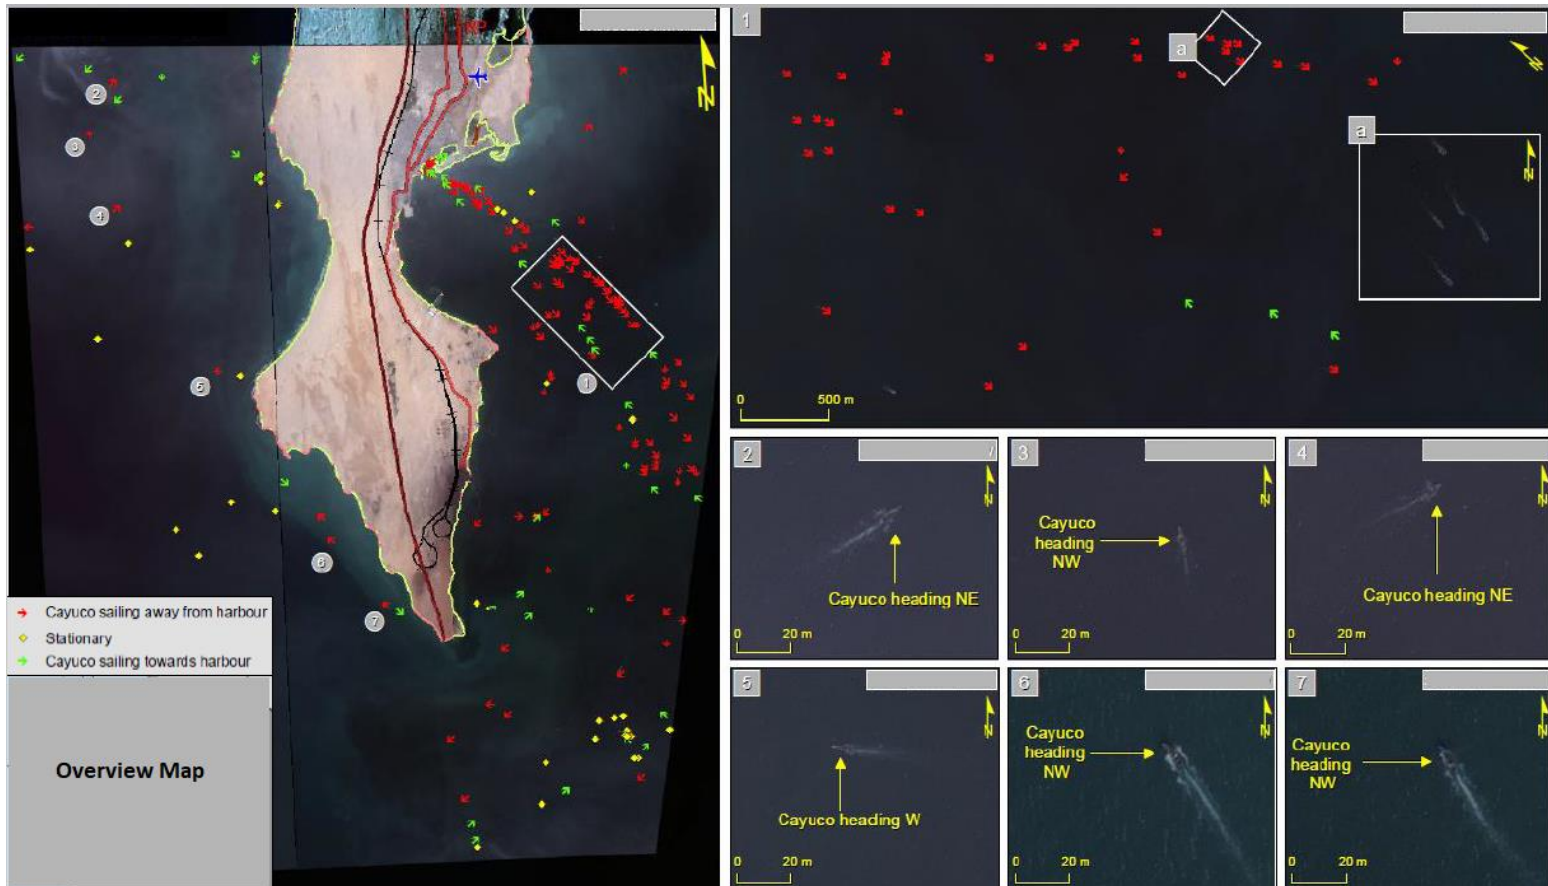 N
2
3
4
5
1
6
7
Cayuco sailing away from harbour
Stationary
Cayuco sailing towards harbour
Overview Map
1
N
a
a
N
0 500 m
2
N
Cayuco heading NE
0 20 m
3
N
Cayuco
heading
NW
0 20 m
4
N
Cayuco heading NE
0 20 m
5
N
Cayuco heading W
0 20 m
6
N
Cayuco
heading
NW
0 20 m
7
N
Cayuco
heading
NW
0 20 m